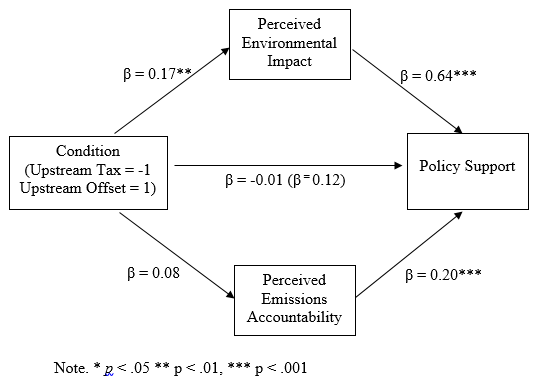 Perceived
Environmental
Impact
β = 0.17**
β = 0.64***
Condition
(Upstream Tax = -1
Upstream Offset = 1)
Policy Support
β = -0.01 (β = 0.12)
β = 0.08
Perceived
Emissions
Accountability
β = 0.20***
Note. * p < .05 ** p < .01, *** p < .001